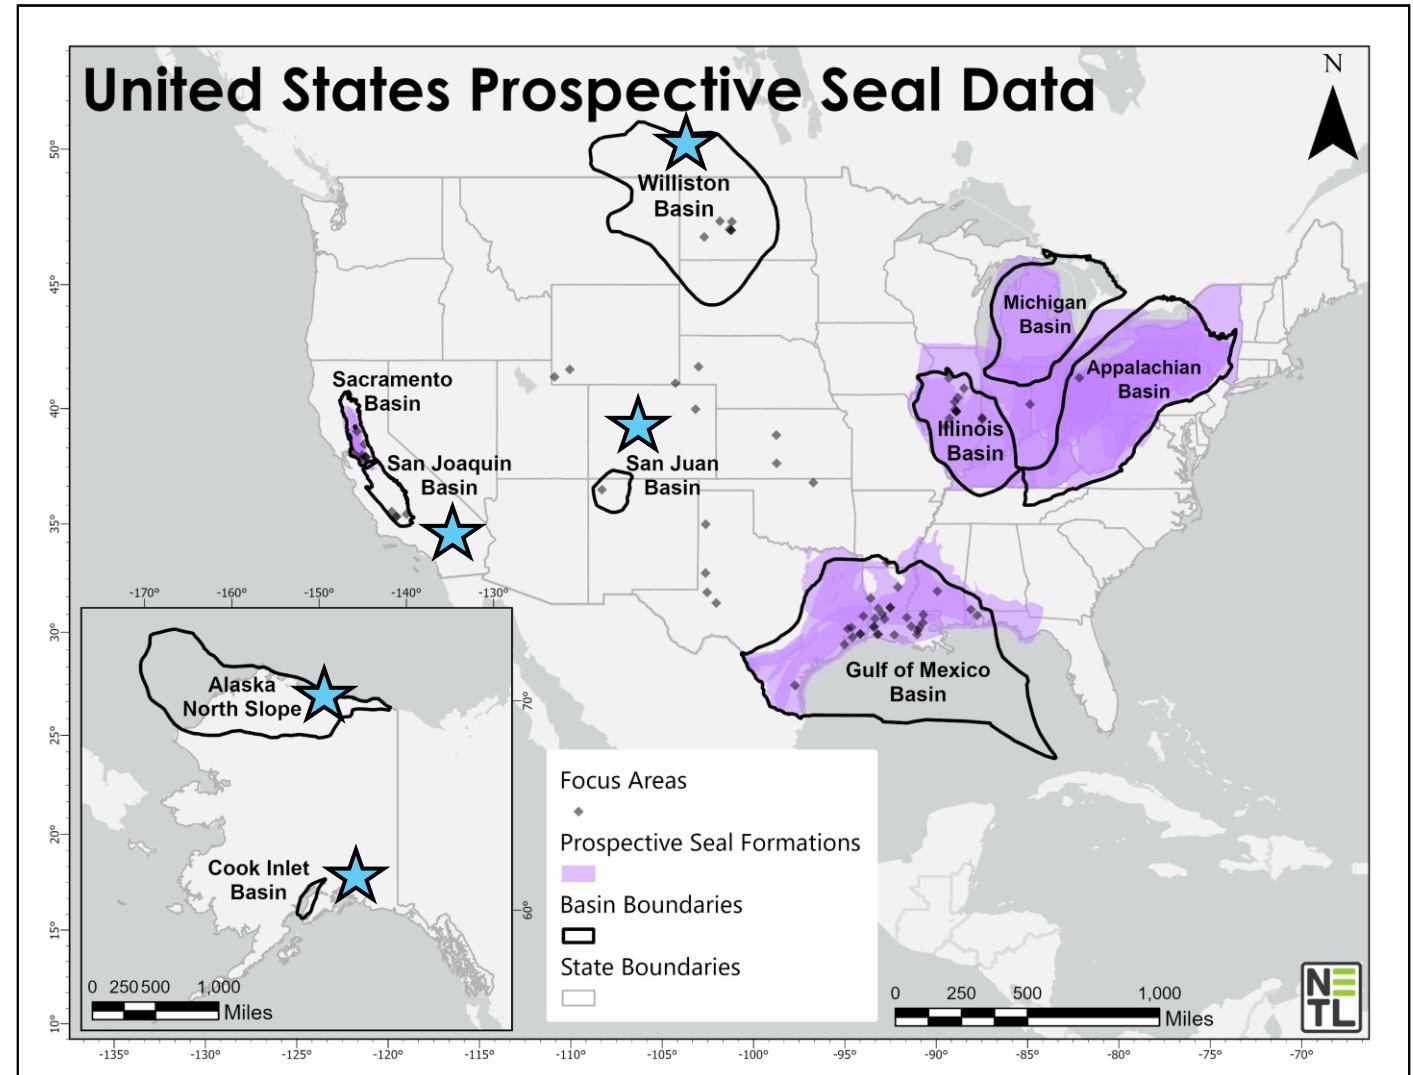 United States Prospective Seal Data
N
50°
45°
40°
35°
30°
25°
20°
15°
10°
Williston
Basin
Michigan
Basin
Appalachian
Basin
Illinois
Basin
Sacramento
Basin
San Joaquin
Basin
San Juan
Basin
Gulf of Mexico
Basin
-170°
-160°
-150°
-140°
-130°
70°
60°
Alaska
North Slope
Cook Inlet
Basin
0 250 500 1,000
Miles
Focus Areas
Prospective Seal Formations
Basin Boundaries
State Boundaries
0 250 500 1,000
Miles
NETL
-135°
-130°
-125°
-120°
-115°
-110°
-105°
-100°
-95°
-90°
-85°
-80°
-75°
-70°